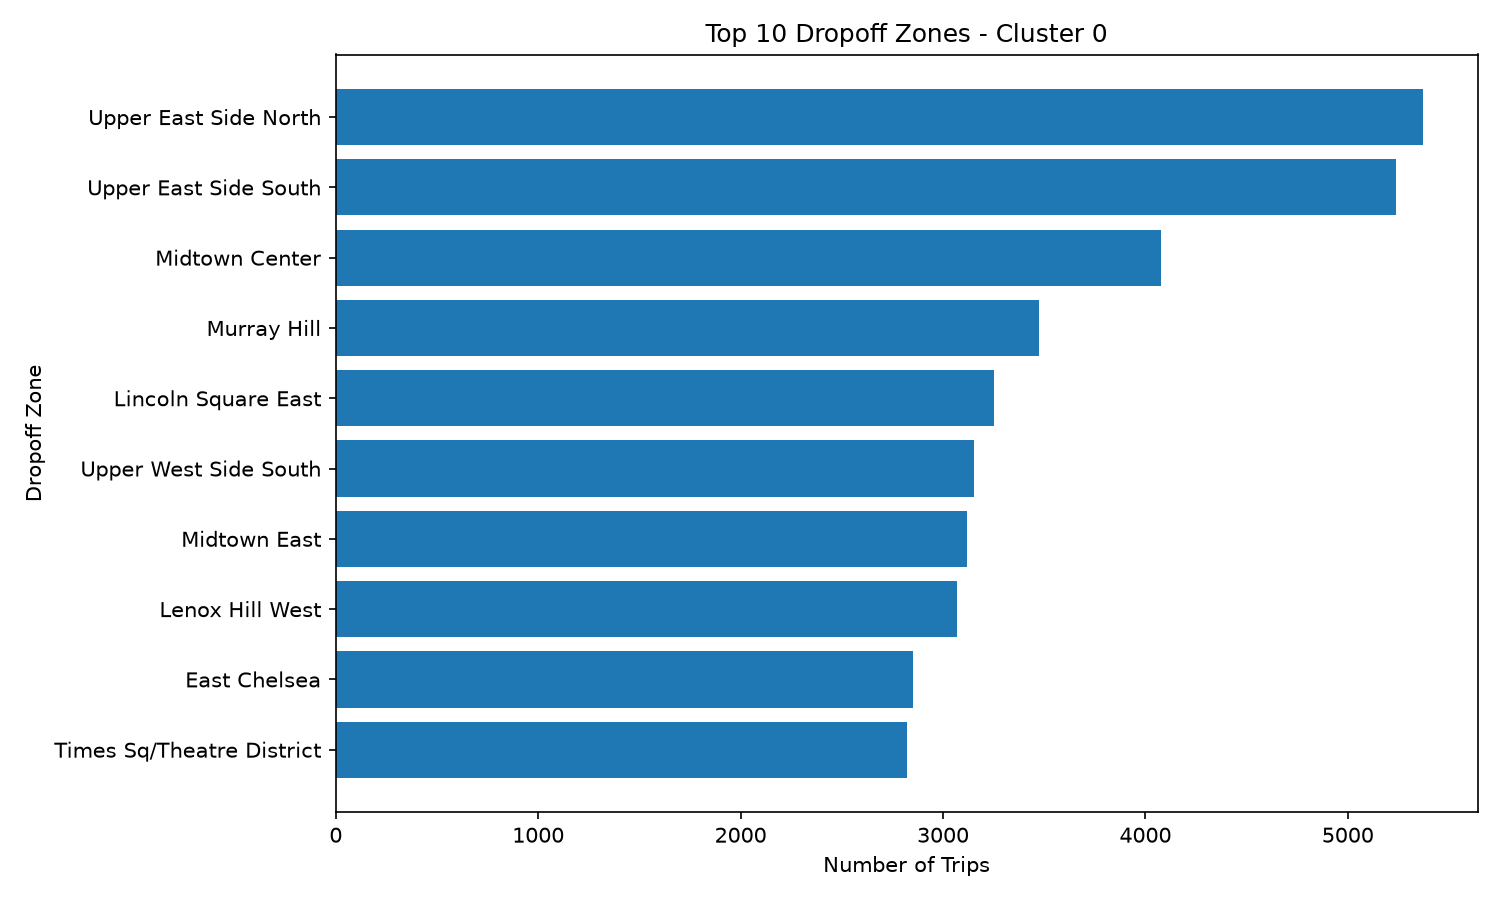 Top 10 Dropoff Zones - Cluster 0
Dropoff Zone
Upper East Side North
Upper East Side South
Midtown Center
Murray Hill
Lincoln Square East
Upper West Side South
Midtown East
Lenox Hill West
East Chelsea
Times Sq/Theatre District
0 1000 2000 3000 4000 5000
Number of Trips